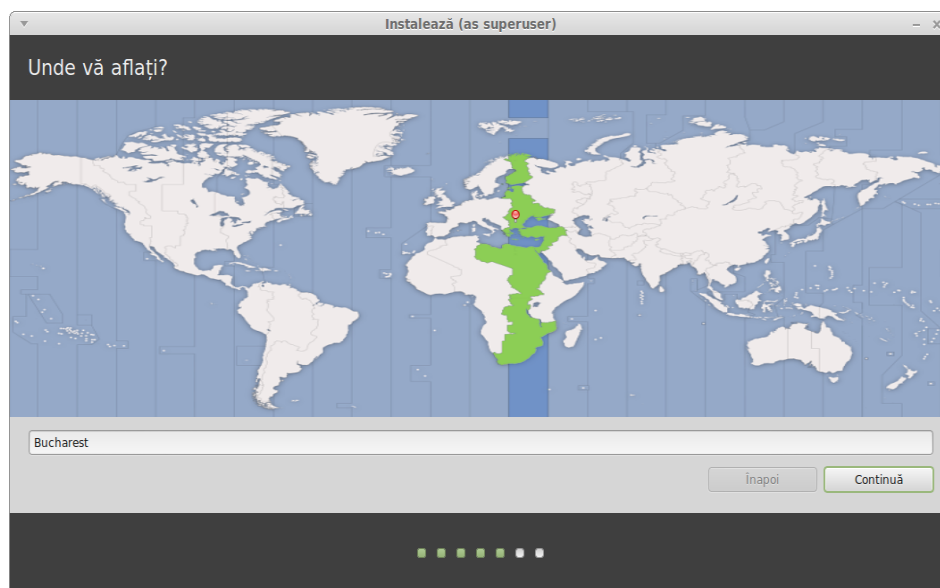 Instalează (as superuser)
Unde vă aflați?
Bucharest
Înapoi
Continuă